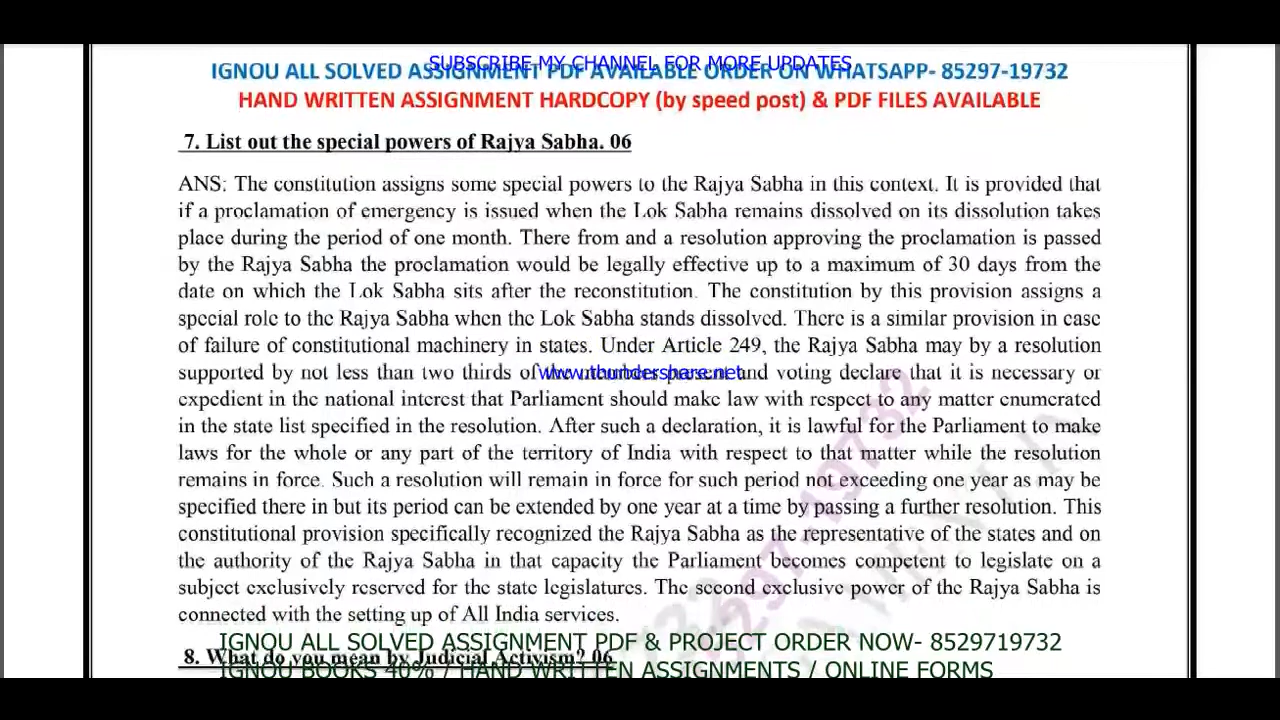 SUBSCRIBE MY CHANNEL FOR MORE UPDATES
IGNOU ALL SOLVED ASSIGNMENT PDF AVAILABLE ORDER ON WHATSAPP- 85297-19732
HAND WRITTEN ASSIGNMENT HARDCOPY (by speed post) & PDF FILES AVAILABLE
7. List out the special powers of Rajya Sabha. 06
ANS: The constitution assigns some special powers to the Rajya Sabha in this context. It is provided that
if a proclamation of emergency is issued when the Lok Sabha remains dissolved on its dissolution takes
place during the period of one month. There from and a resolution approving the proclamation is passed
by the Rajya Sabha the proclamation would be legally effective up to a maximum of 30 days from the
date on which the Lok Sabha sits after the reconstitution. The constitution by this provision assigns a
special role to the Rajya Sabha when the Lok Sabha stands dissolved. There is a similar provision in case
of failure of constitutional machinery in states. Under Article 249, the Rajya Sabha may by a resolution
supported by not less than two thirds of the members present and voting declare that it is necessary or
www.thundershare.net
expedient in the national interest that Parliament should make law with respect to any matter enumerated
in the state list specified in the resolution. After such a declaration, it is lawful for the Parliament to make
laws for the whole or any part of the territory of India with respect to that matter while the resolution
remains in force. Such a resolution will remain in force for such period not exceeding one year as may be
specified there in but its period can be extended by one year at a time by passing a further resolution. This
constitutional provision specifically recognized the Rajya Sabha as the representative of the states and on
the authority of the Rajya Sabha in that capacity the Parliament becomes competent to legislate on a
subject exclusively reserved for the state legislatures. The second exclusive power of the Rajya Sabha is
connected with the setting up of All India services.
IGNOU ALL SOLVED ASSIGNMENT PDF & PROJECT ORDER NOW- 8529719732
8. What do you mean by Judicial Activism? 06
IGNOU BOOKS 40% / HAND WRITTEN ASSIGNMENTS / ONLINE FORMS